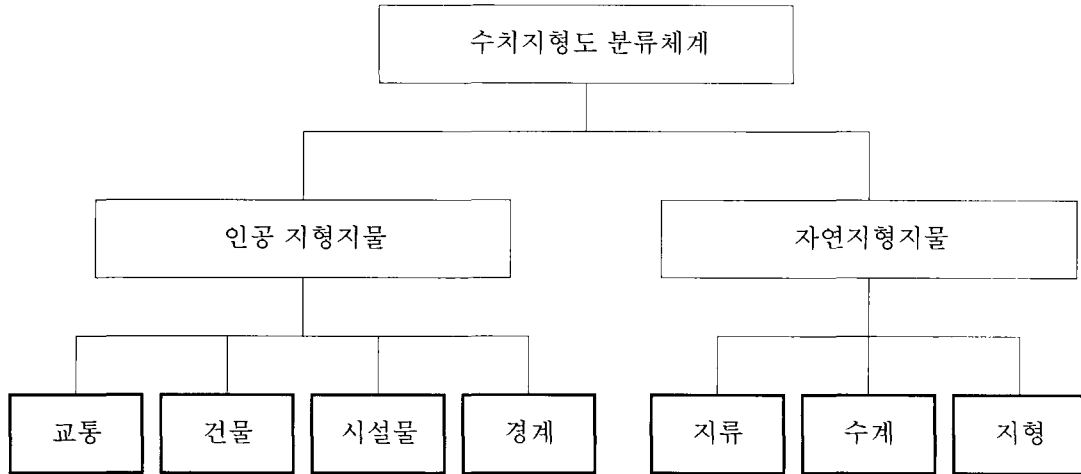 수치지형도 분류체계
인공 지형지물
자연지형지물
교통
건물
시설물
경계
지류
수계
지형